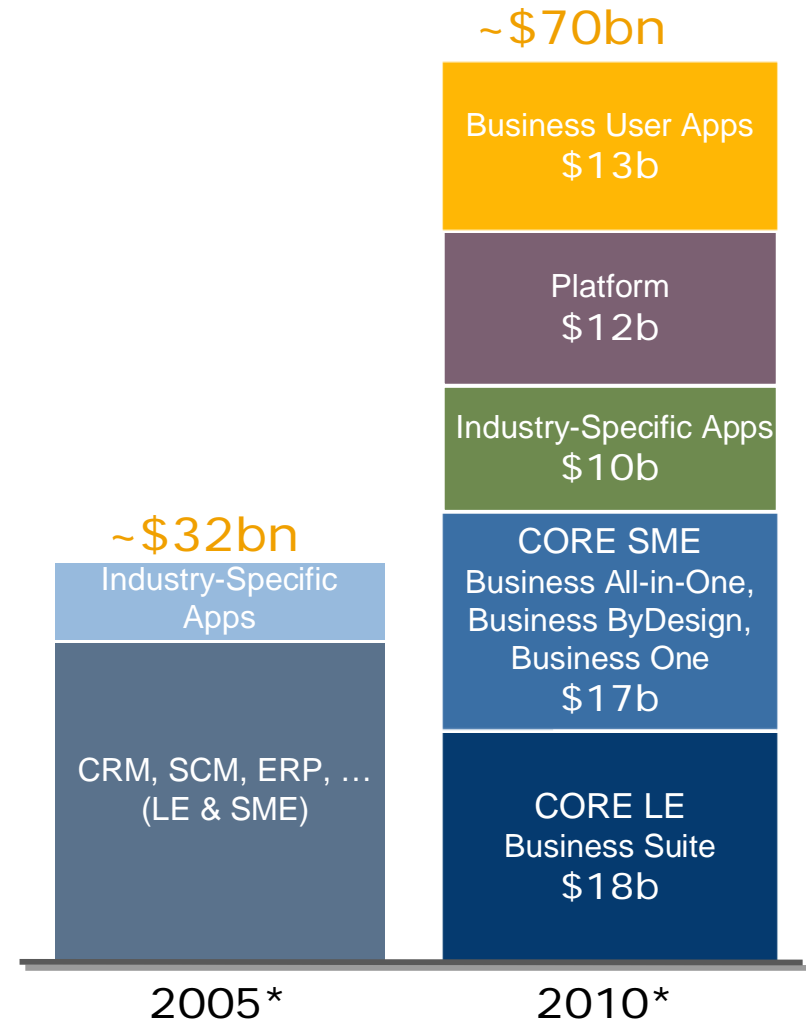 ~$70bn
Business User Apps
$13b
Platform
$12b
Industry-Specific Apps
$10b
~$32bn
Industry-Specific
Apps
CORE SME
Business All-in-One,
Business ByDesign,
Business One
$17b
CRM, SCM, ERP, …
(LE & SME)
CORE LE
Business Suite
$18b
2005*
2010*